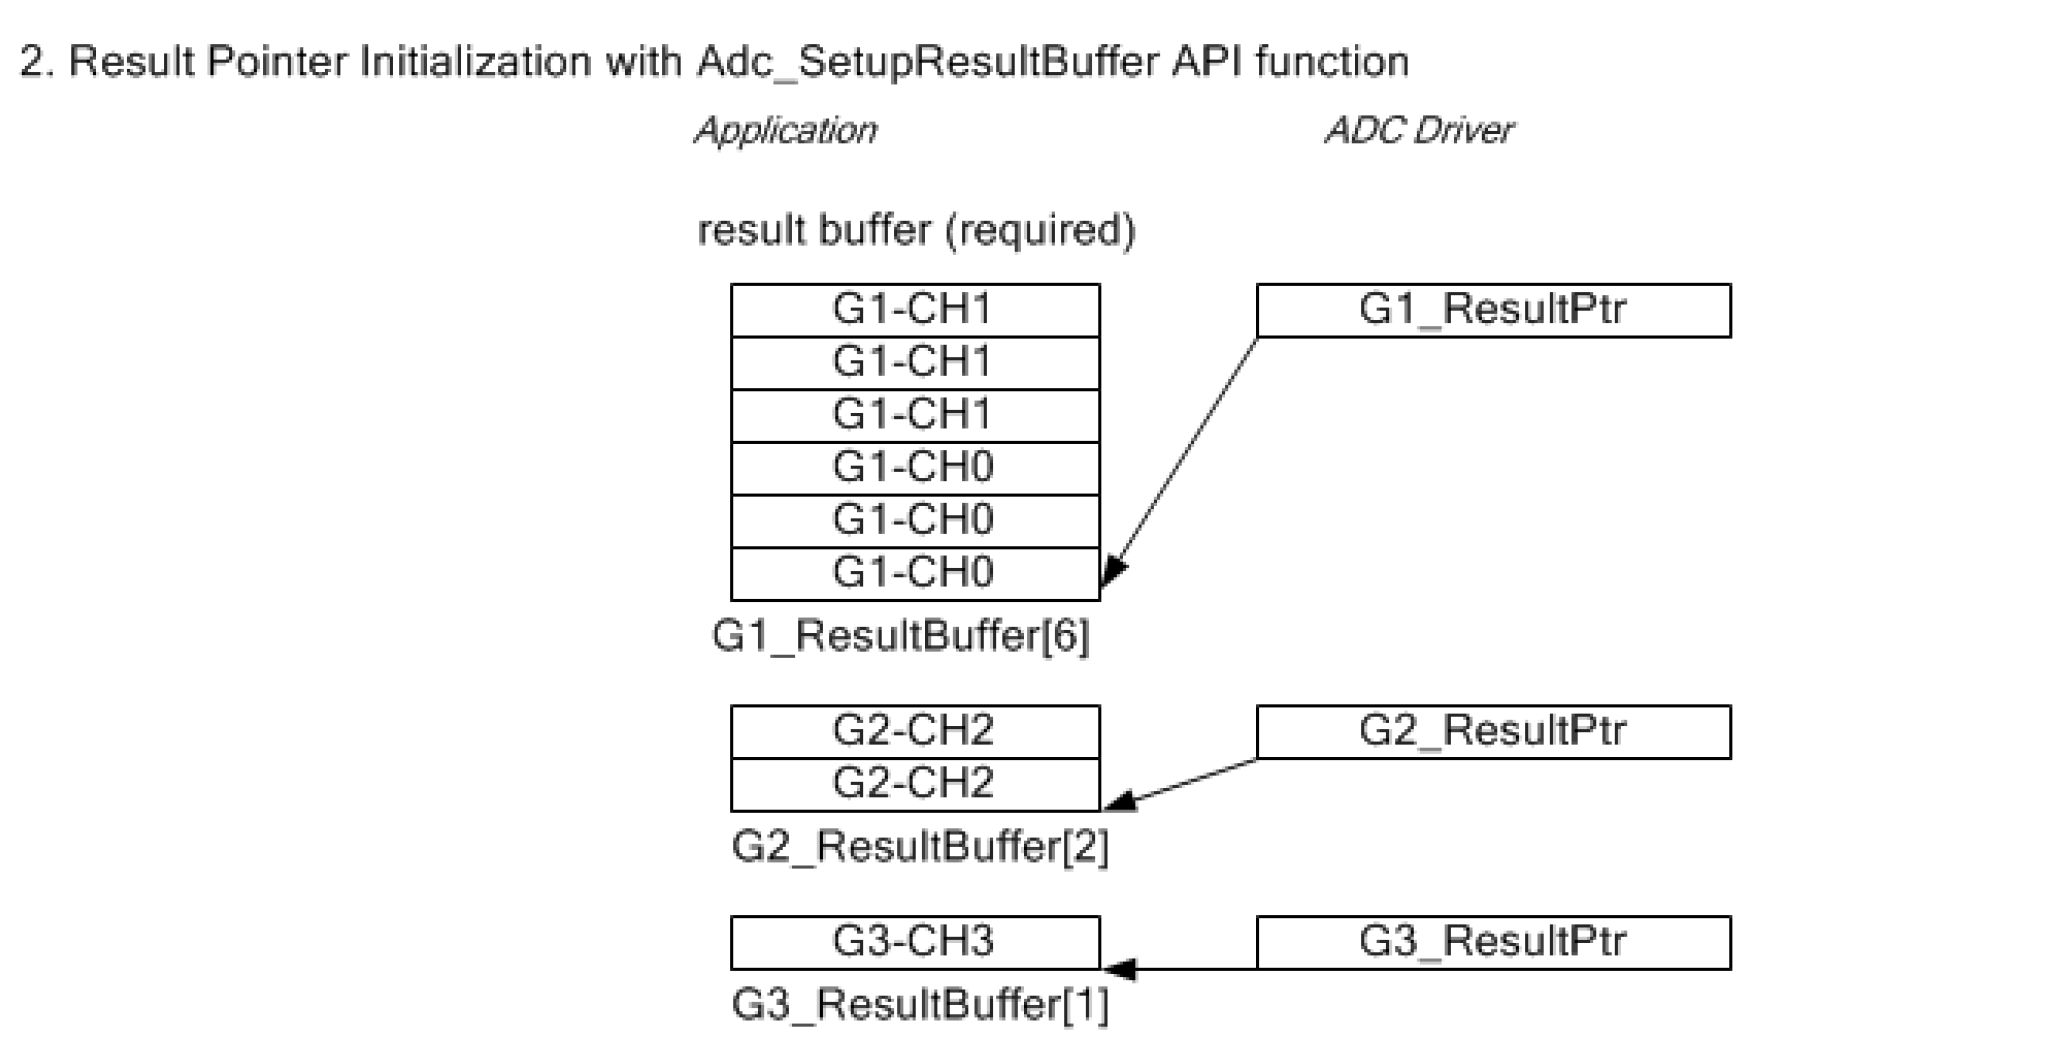 2. Result Pointer Initialization with Adc_SetupResultBuffer API function
Application
ADC Driver
result buffer (required)
G1-CH1
G1_ResultPtr
G1-CH1
G1-CH1
G1-CH0
G1-CH0
G1-CH0
G1_ResultBuffer[6]
G2-CH2
G2_ResultPtr
G2-CH2
G2_ResultBuffer[2]
G3-CH3
G3_ResultPtr
G3_ResultBuffer[1]